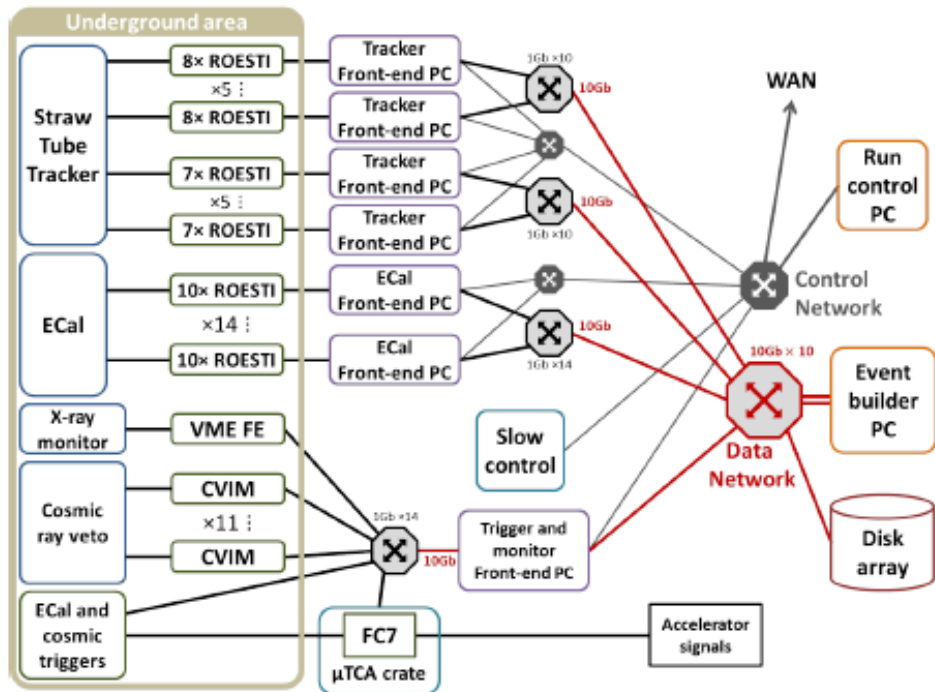 Underground area
Straw
Tube
Tracker
8× ROESTI
×5 ⋮
8× ROESTI
7× ROESTI
×5 ⋮
7× ROESTI
Tracker
Front-end PC
Tracker
Front-end PC
Tracker
Front-end PC
Tracker
Front-end PC
1Gb ×10
10Gb
10Gb
1Gb ×10
WAN
Run
control
PC
Control
Network
ECal
10× ROESTI
×14 ⋮
10× ROESTI
ECal
Front-end PC
ECal
Front-end PC
10Gb
1Gb ×14
10Gb × 10
Event
builder
PC
Data
Network
Slow
control
X-ray
monitor
VME FE
Cosmic
ray veto
CVIM
×11 ⋮
CVIM
1Gb ×14
10Gb
Trigger and
monitor
Front-end PC
Disk
array
ECal and
cosmic
triggers
FC7
μTCA crate
Accelerator
signals